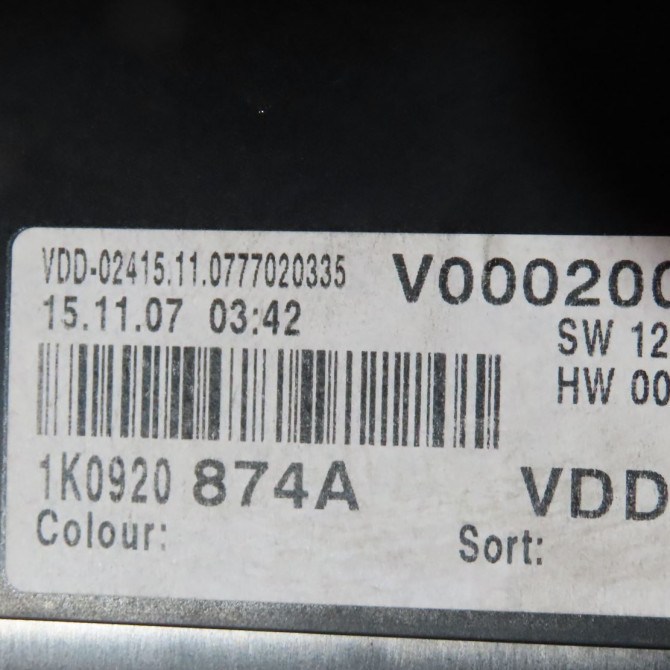 VDD-02415.11.0777020335 V000200
15.11.07 03:42
SW 12
HW 00
1K0920 874A VDD
Colour: Sort: